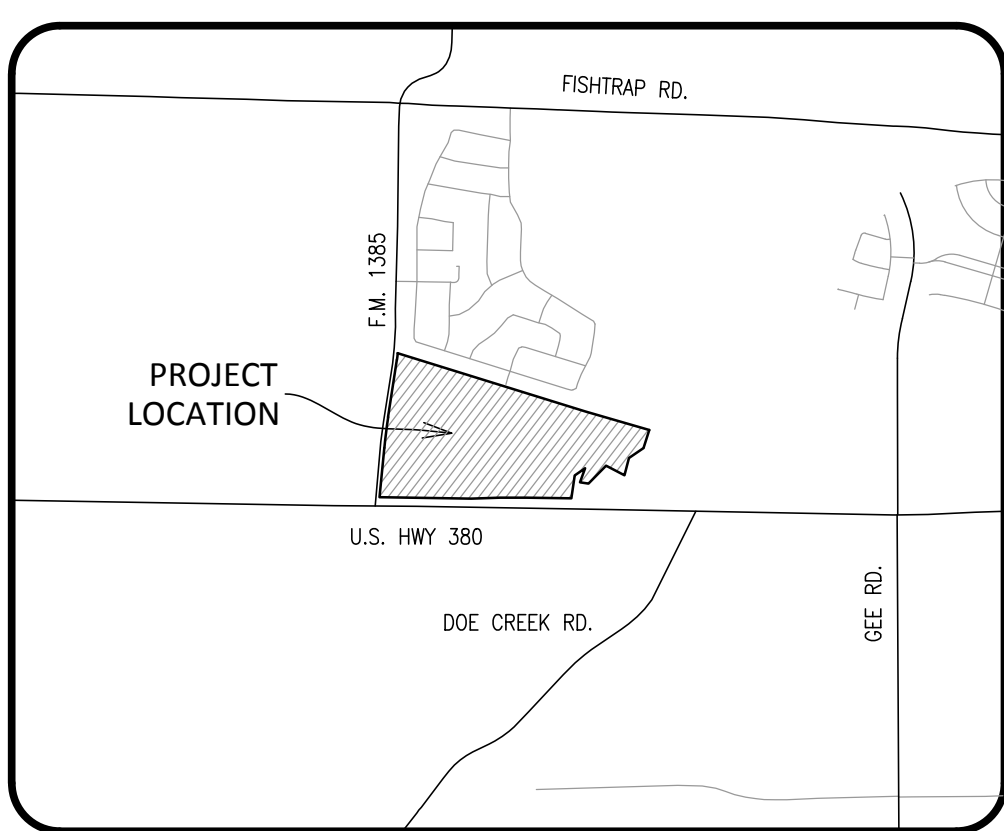 FISHTRAP RD.
F.M. 1385
PROJECT
LOCATION
U.S. HWY 380
DOE CREEK RD.
GEE RD.